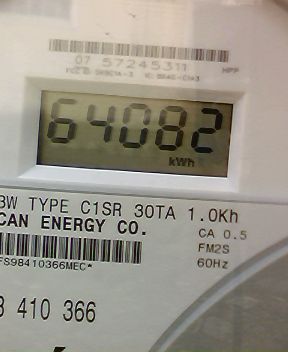 07 57245311
HPP
64082
kWh
3W TYPE C1SR 30TA 1.0Kh
CAN ENERGY CO.
CA 0.5
FM2S
60Hz
FS98410366MEC*
3 410 366